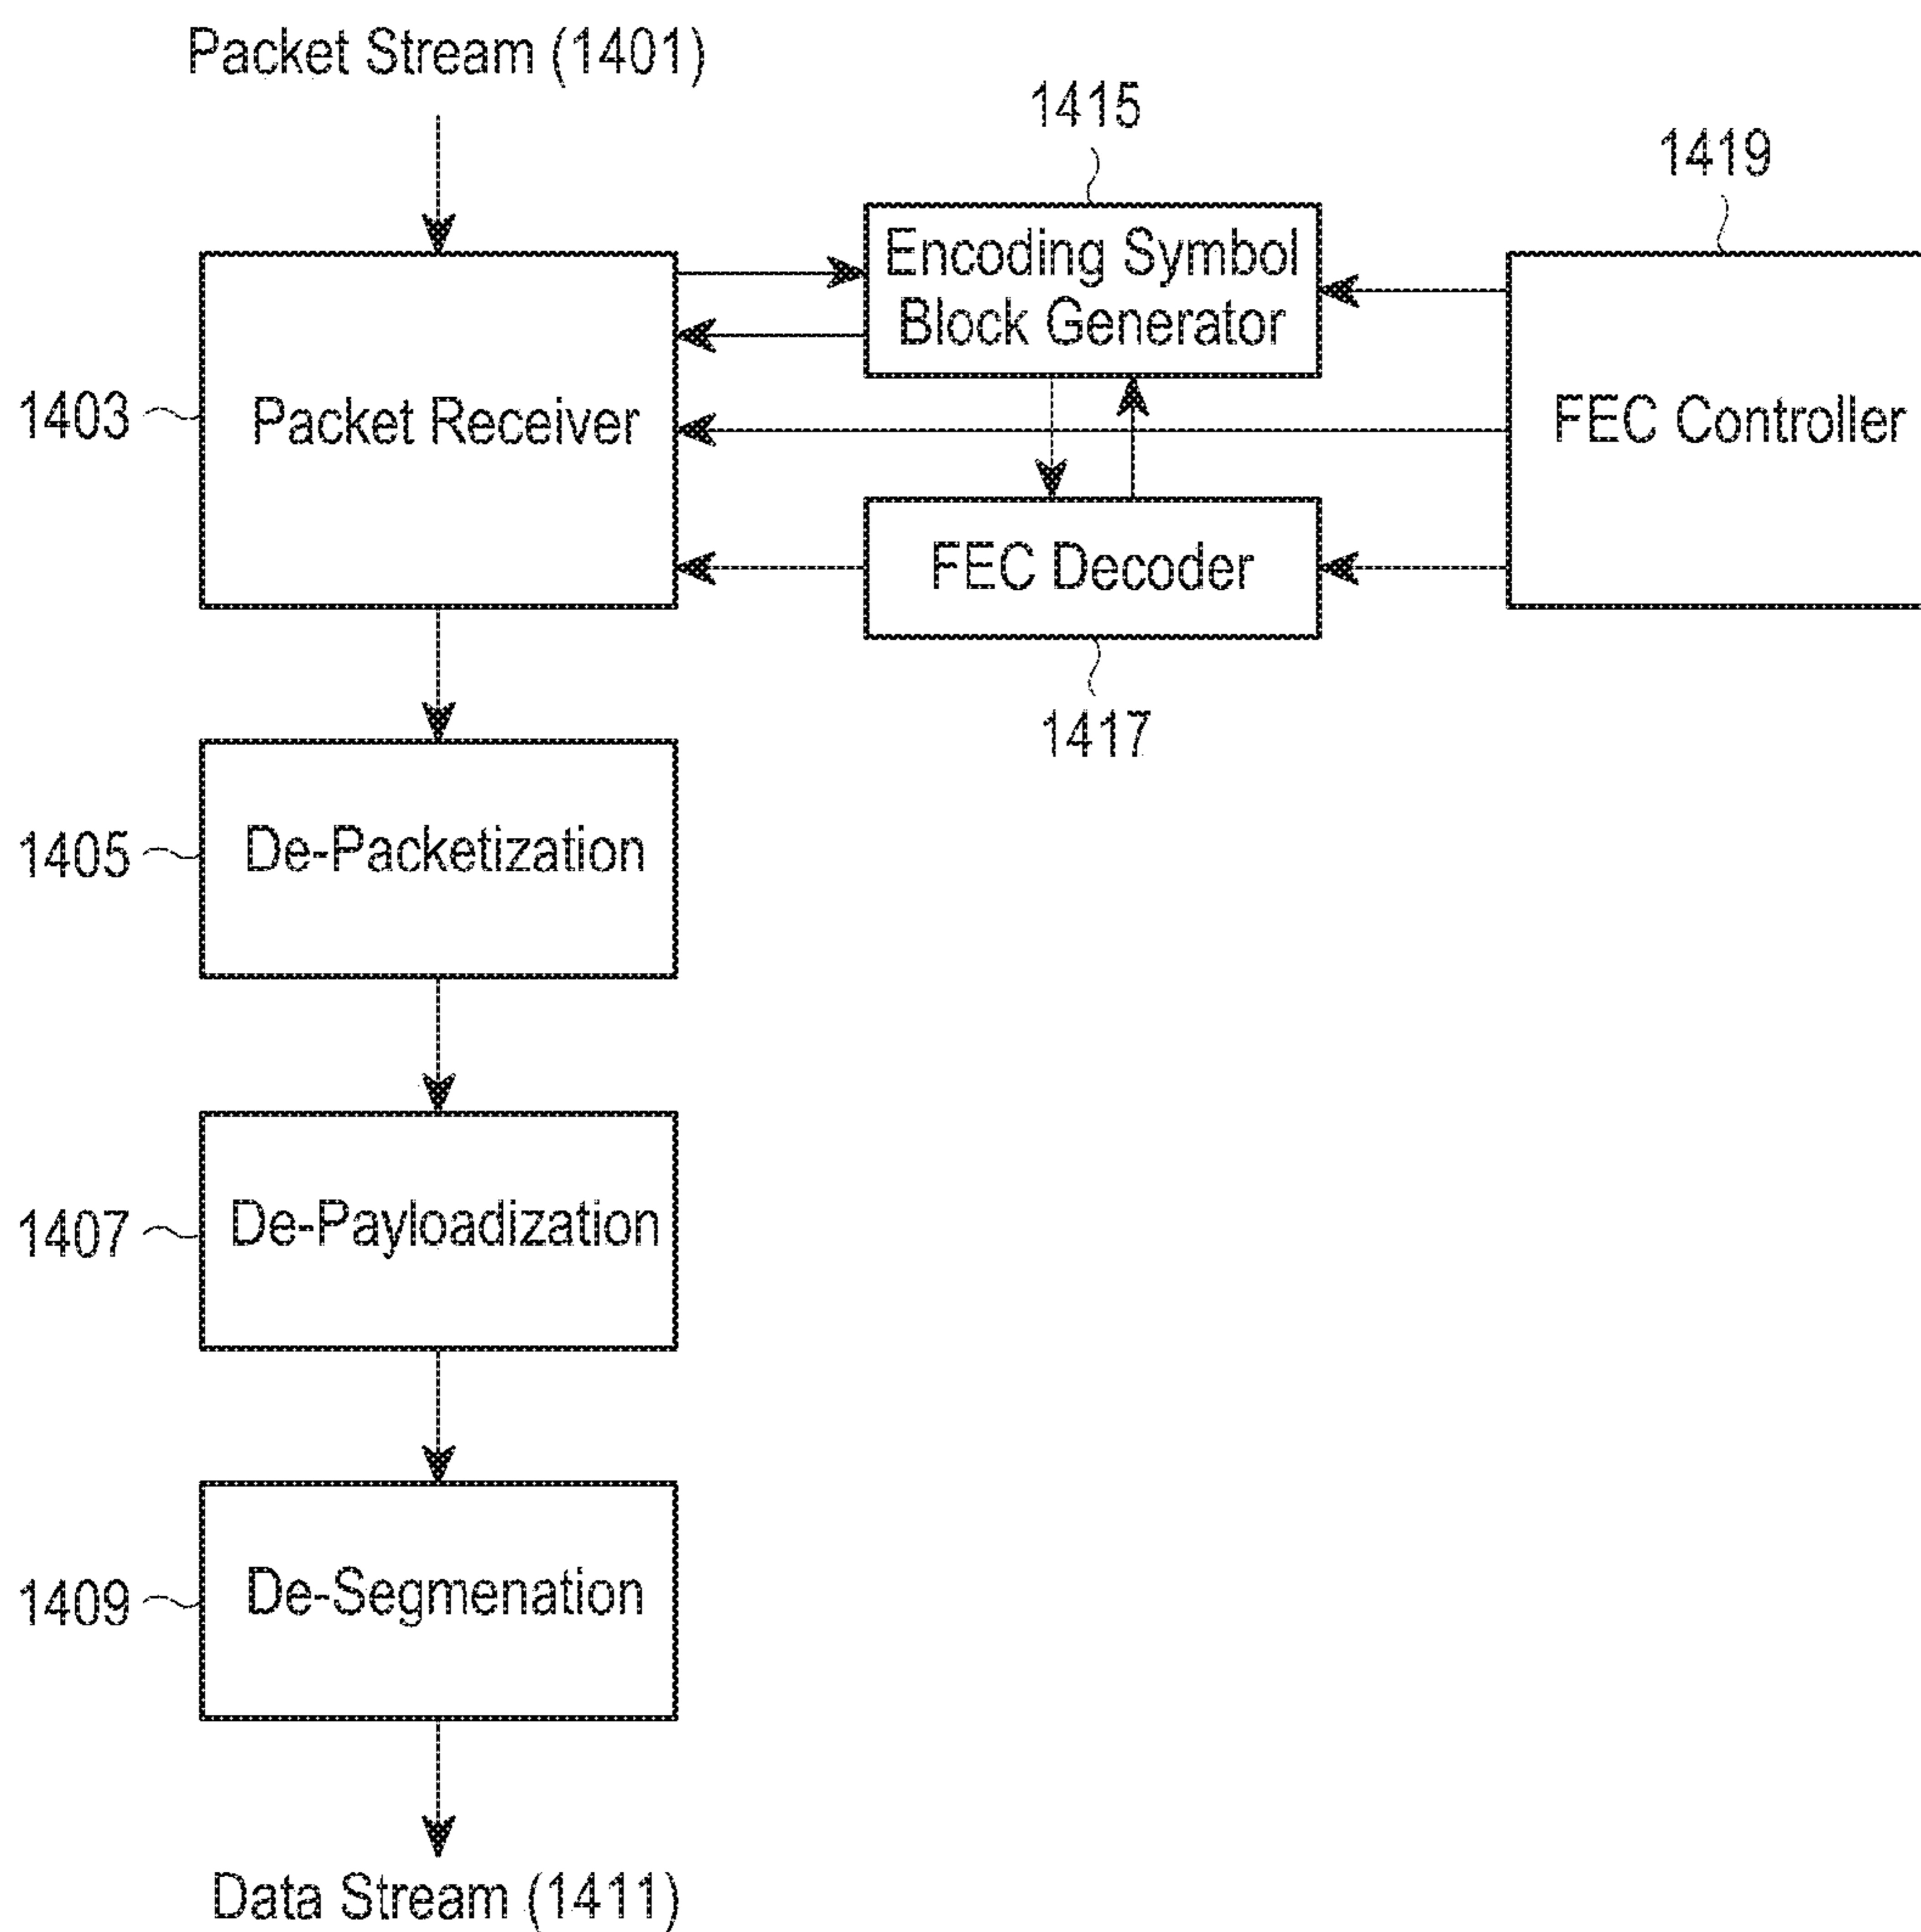 Packet Stream (1401)
1415
1419
Encoding Symbol
Block Generator
1403
Packet Receiver
FEC Controller
FEC Decoder
1417
1405
De-Packetization
1407
De-Payloadization
1409
De-Segmenation
Data Stream (1411)